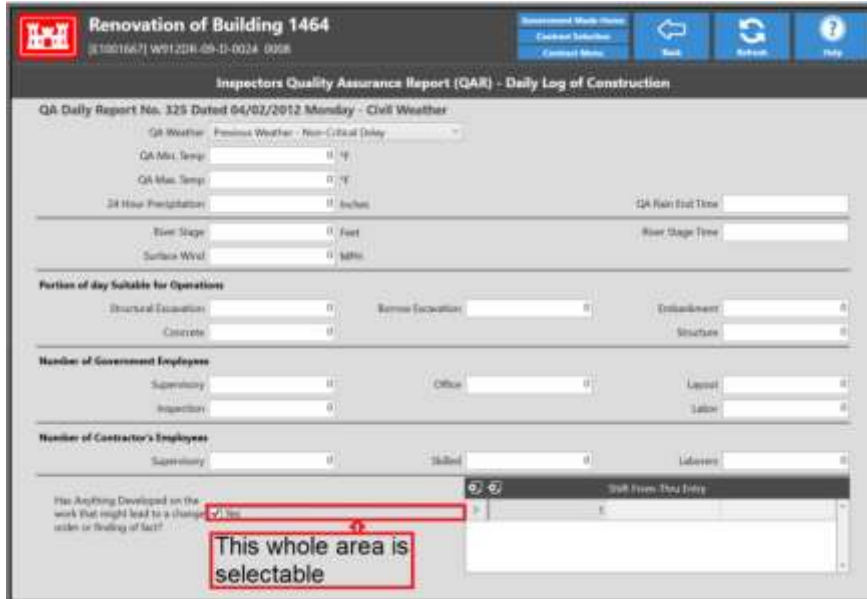 Renovation of Building 1464
[E1001667] W912DR-09-D-0024 0008
Government Mode Home
Contract Selection
Contract Menu
Back
Refresh
Help
Inspectors Quality Assurance Report (QAR) - Daily Log of Construction
QA Daily Report No. 325 Dated 04/02/2012 Monday - Civil Weather
QA Weather Previous Weather - Non-Critical Delay
QA Min. Temp 0 °F
QA Max. Temp 0 °F
24 Hour Precipitation 0 Inches QA Rain End Time
River Stage 0 Feet River Stage Time
Surface Wind 0 MPH
Portion of day Suitable for Operations
Structural Excavation 0 Borrow Excavation 0 Embankment 0
Concrete 0 Structure 0
Number of Government Employees
Supervisory 0 Office 0 Layout 0
Inspection 0 Labor 0
Number of Contractor's Employees
Supervisory 0 Skilled 0 Laborers 0
Has Anything Developed on the
work that might lead to a change
order or finding of fact?
Yes
Shift From-Thru Entry
This whole area is
selectable